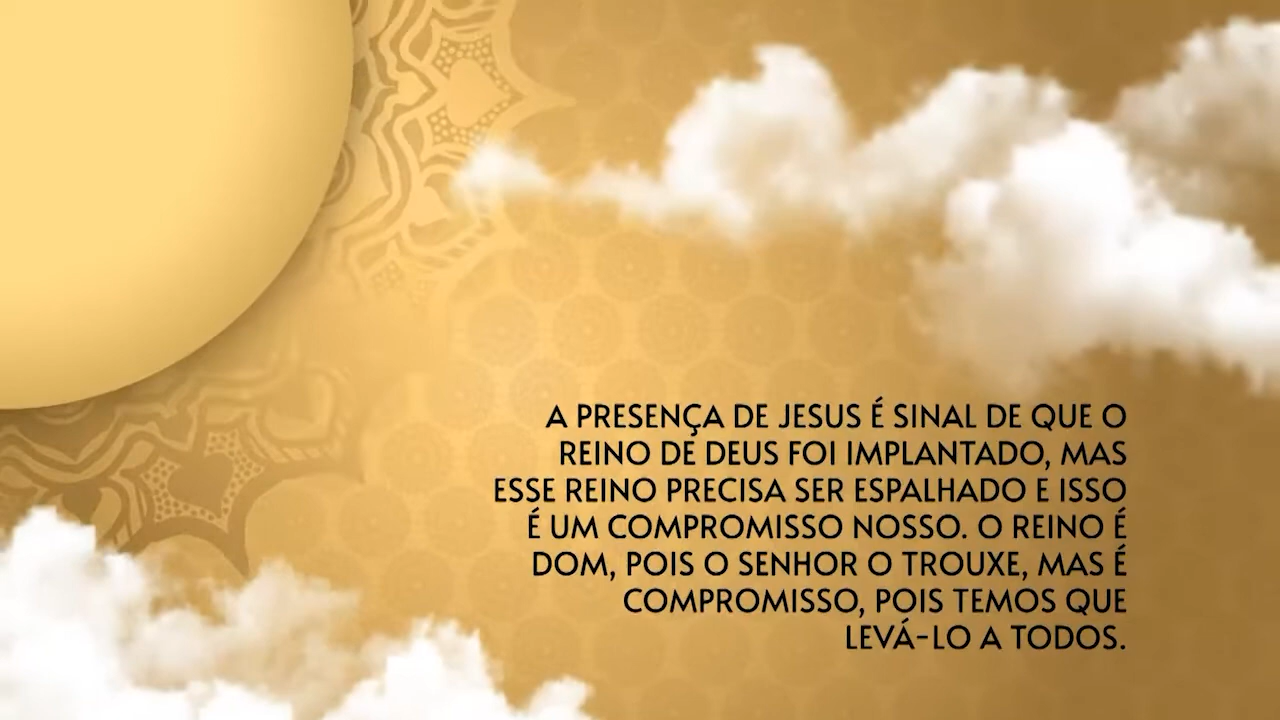 A PRESENÇA DE JESUS É SINAL DE QUE O
REINO DE DEUS FOI IMPLANTADO, MAS
ESSE REINO PRECISA SER ESPALHADO E ISSO
É UM COMPROMISSO NOSSO. O REINO É
DOM, POIS O SENHOR O TROUXE, MAS É
COMPROMISSO, POIS TEMOS QUE
LEVÁ-LO A TODOS.